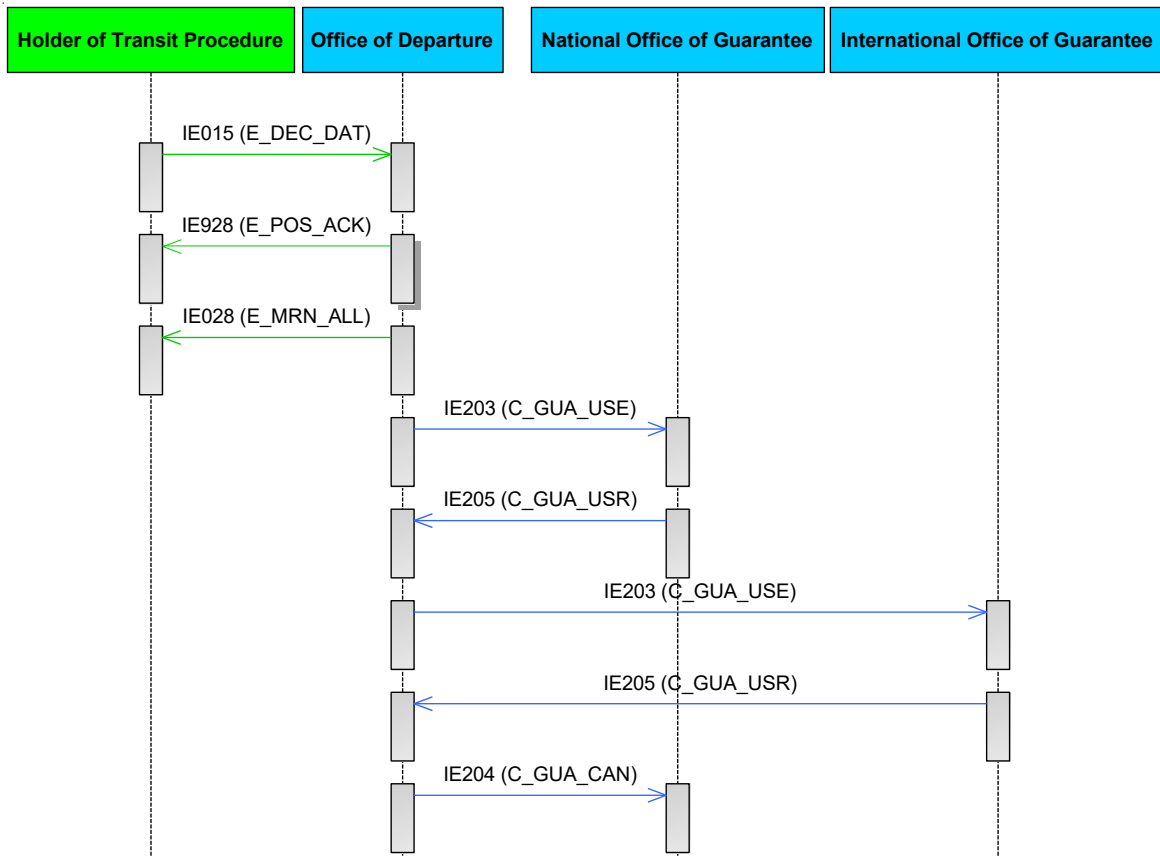 Holder of Transit Procedure
Office of Departure
National Office of Guarantee
International Office of Guarantee
IE015 (E_DEC_DAT)
IE928 (E_POS_ACK)
IE028 (E_MRN_ALL)
IE203 (C_GUA_USE)
IE205 (C_GUA_USR)
IE203 (C_GUA_USE)
IE205 (C_GUA_USR)
IE204 (C_GUA_CAN)